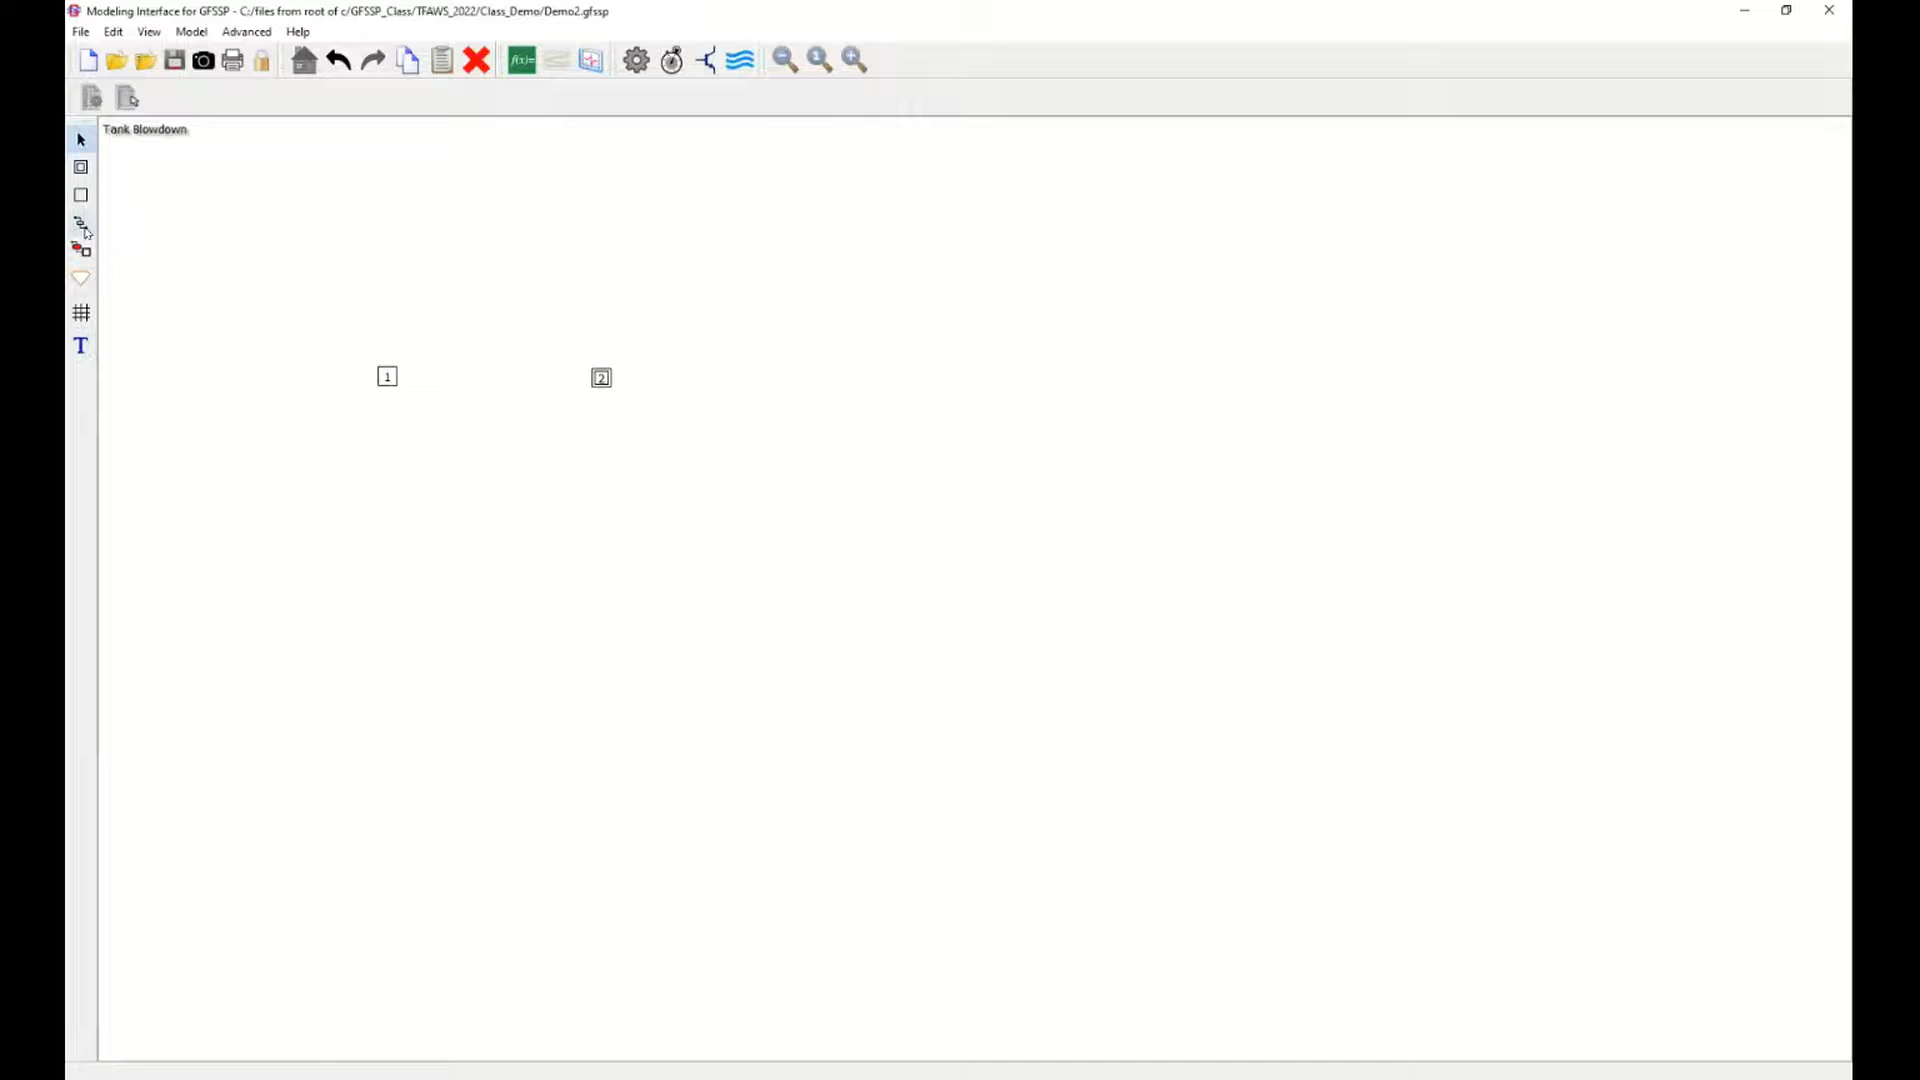 Modeling Interface for GFSSP - C:/files from root of c/GFSSP_Class/TFAWS_2022/Class_Demo/Demo2.gfssp
File Edit View Model Advanced Help
f(x)=
1
Tank Blowdown
T
1
2